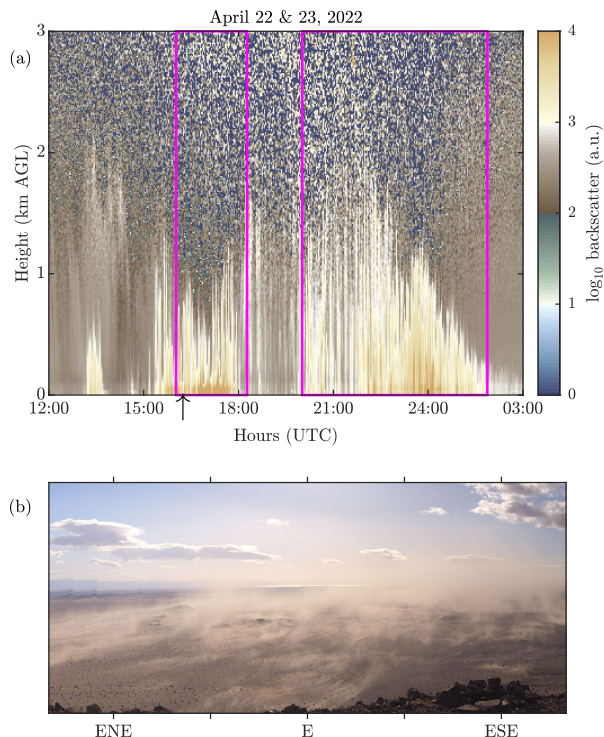 April 22 & 23, 2022
(a)
3
2
1
0
Height (km AGL)
12:00 15:00 18:00 21:00 24:00 03:00
Hours (UTC)
4
3
2
1
0
log₁₀ backscatter (a.u.)
(b)
ENE E ESE